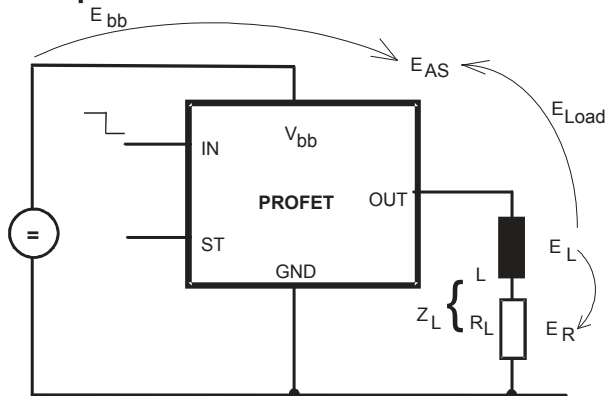 E bb
E AS
E Load
V bb
IN
PROFET
OUT
=
ST
GND
E L
L
Z L {
R L
E R